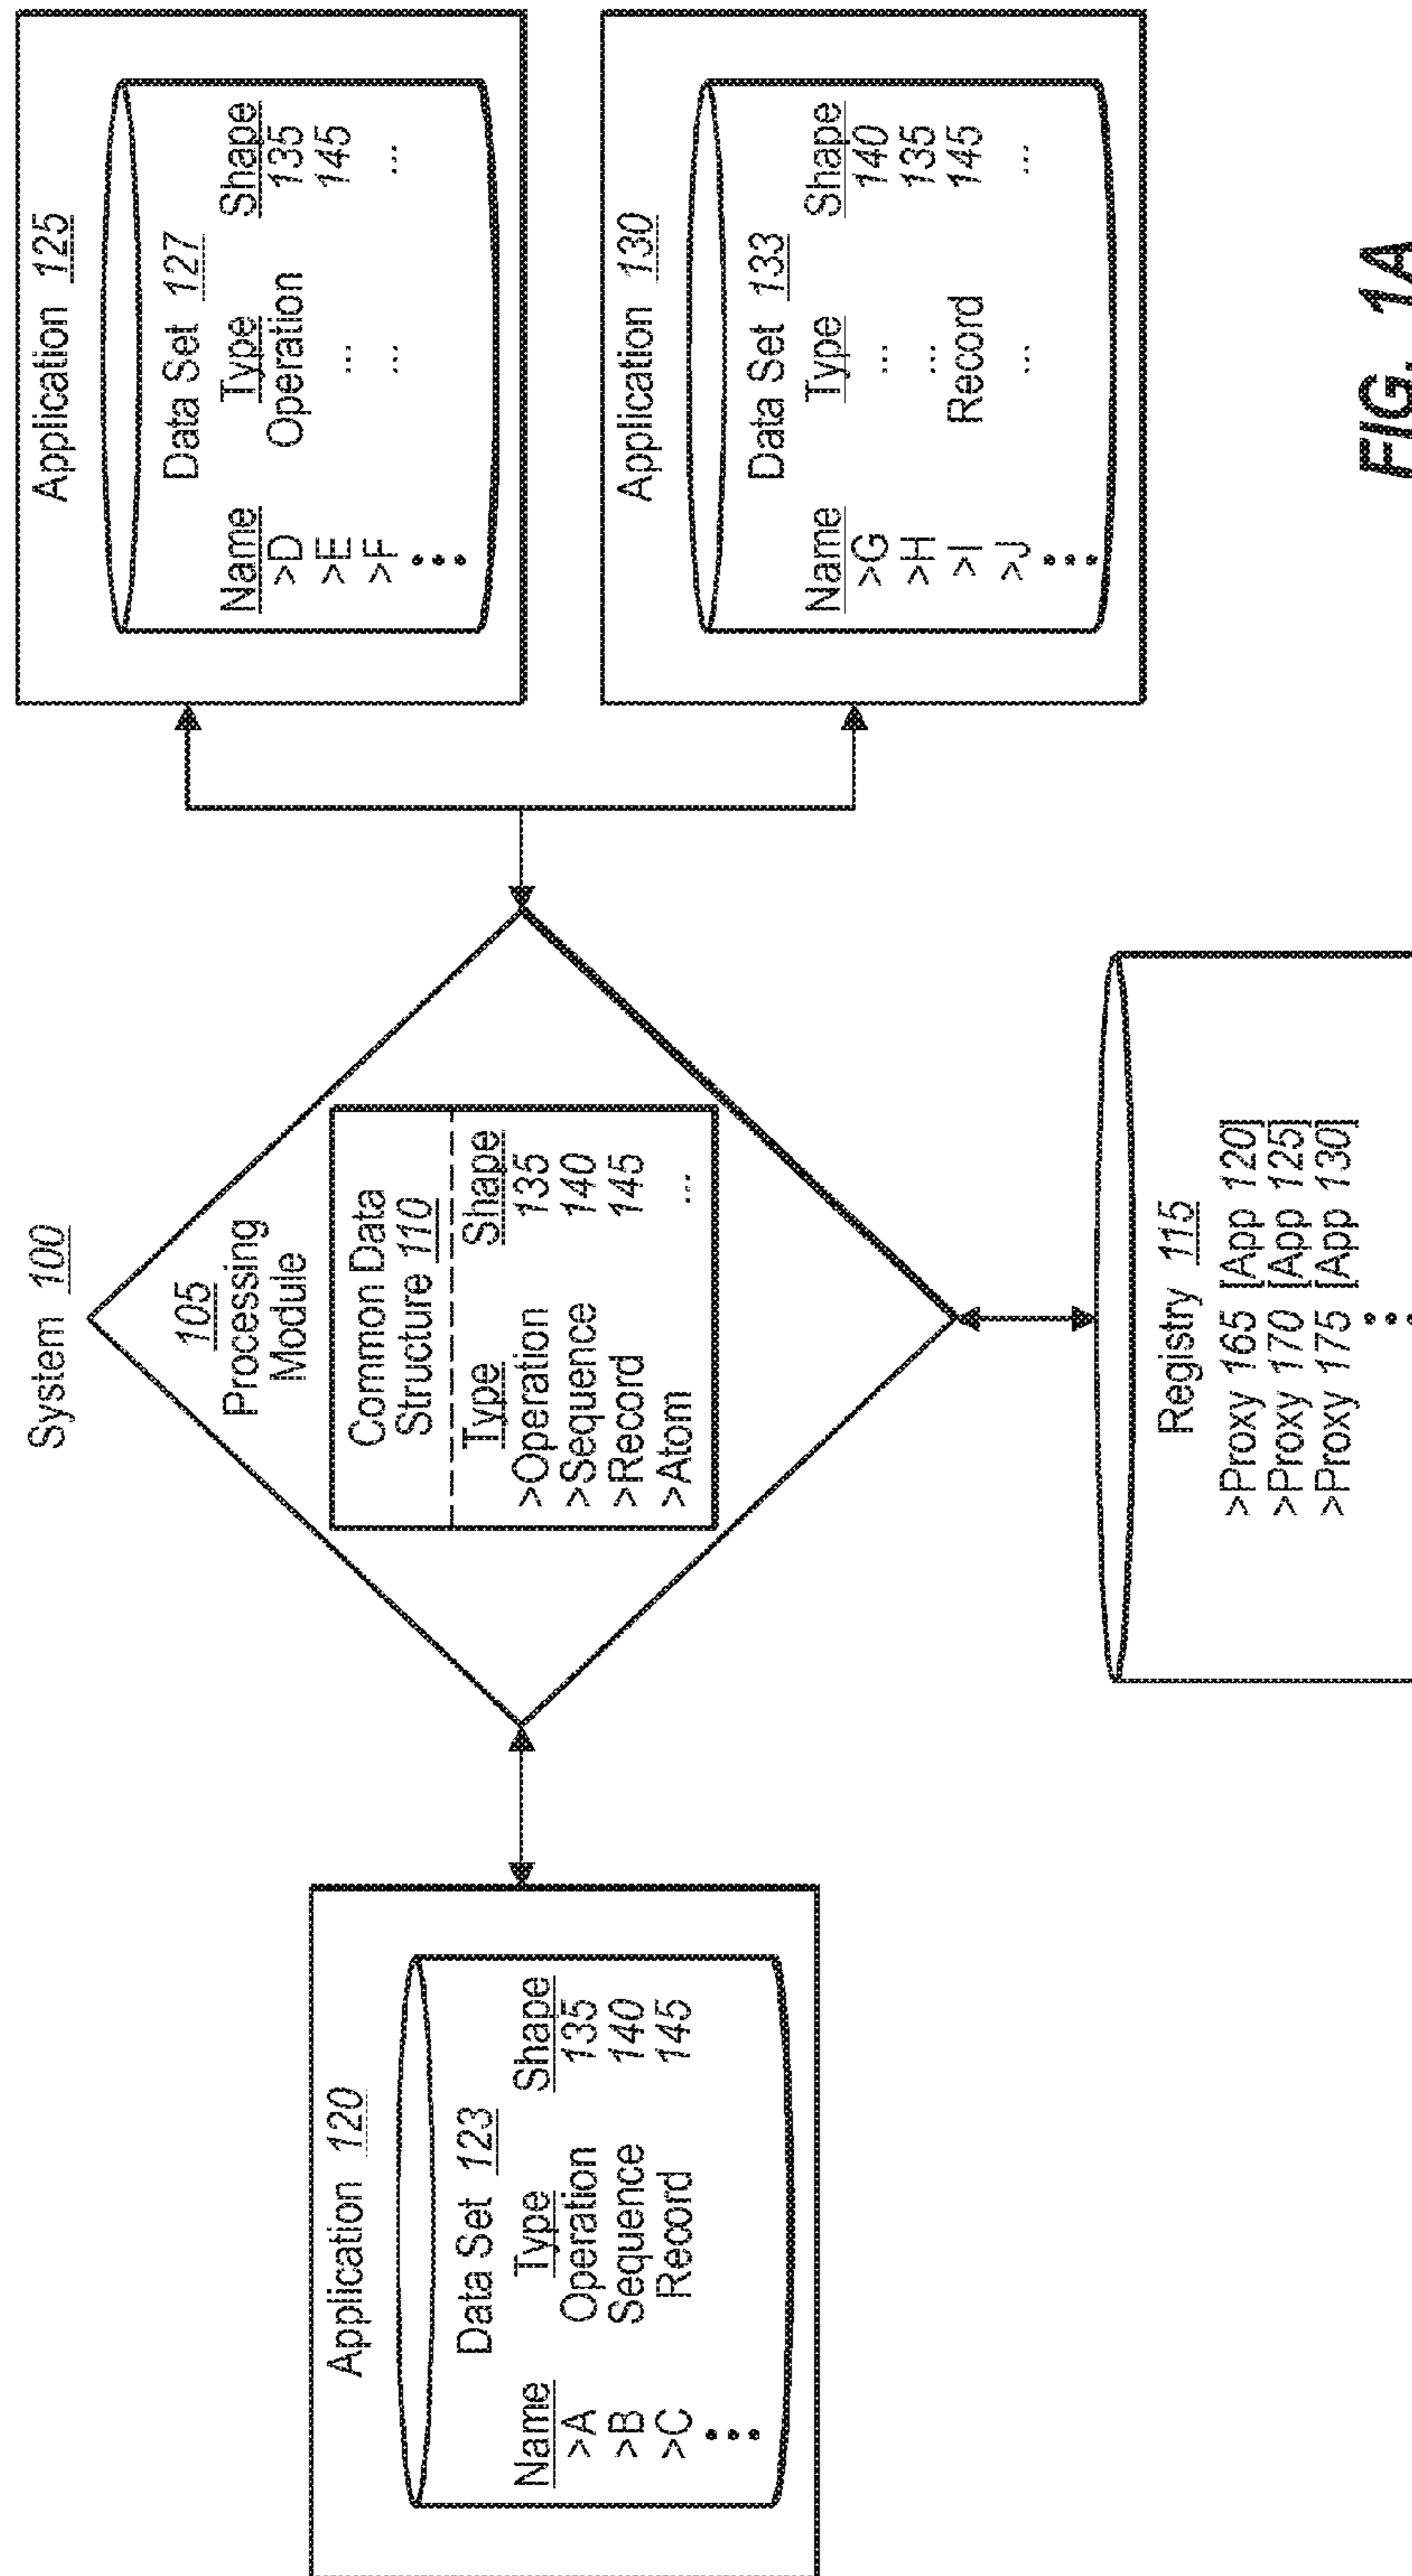 System 100
105
Processing
Module
Common Data
Structure 110
Type Shape
>Operation 135
>Sequence 140
>Record 145
>Atom ...
Application 120
Data Set 123
Name Type Shape
>A Operation 135
>B Sequence 140
>C Record 145
Application 125
Data Set 127
Name Type Shape
>D Operation 135
>E ... 145
>F ... ...
Application 130
Data Set 133
Name Type Shape
>G ... 140
>H ... 135
>I Record 145
>J ... ...
Registry 115
>Proxy 165 [App 120]
>Proxy 170 [App 125]
>Proxy 175 [App 130]
FIG. 1A